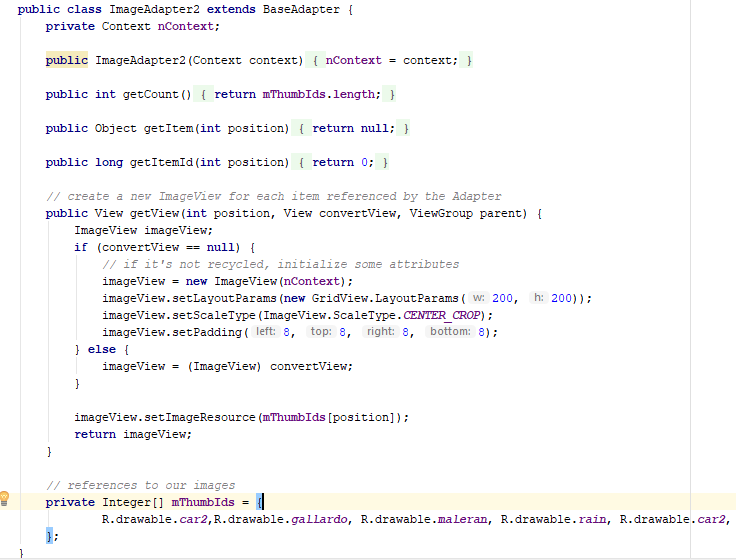 public class ImageAdapter2 extends BaseAdapter {
private Context nContext;
public ImageAdapter2(Context context) { nContext = context; }
public int getCount() { return mThumbIds.length; }
public Object getItem(int position) { return null; }
public long getItemId(int position) { return 0; }
// create a new ImageView for each item referenced by the Adapter
public View getView(int position, View convertView, ViewGroup parent) {
ImageView imageView;
if (convertView == null) {
// if it's not recycled, initialize some attributes
imageView = new ImageView(nContext);
imageView.setLayoutParams(new GridView.LayoutParams( w: 200, h: 200));
imageView.setScaleType(ImageView.ScaleType.CENTER_CROP);
imageView.setPadding( left: 8, top: 8, right: 8, bottom: 8);
} else {
imageView = (ImageView) convertView;
}
imageView.setImageResource(mThumbIds[position]);
return imageView;
}
// references to our images
private Integer[] mThumbIds = {
R.drawable.car2,R.drawable.gallardo, R.drawable.maleran, R.drawable.rain, R.drawable.car2,
};
}